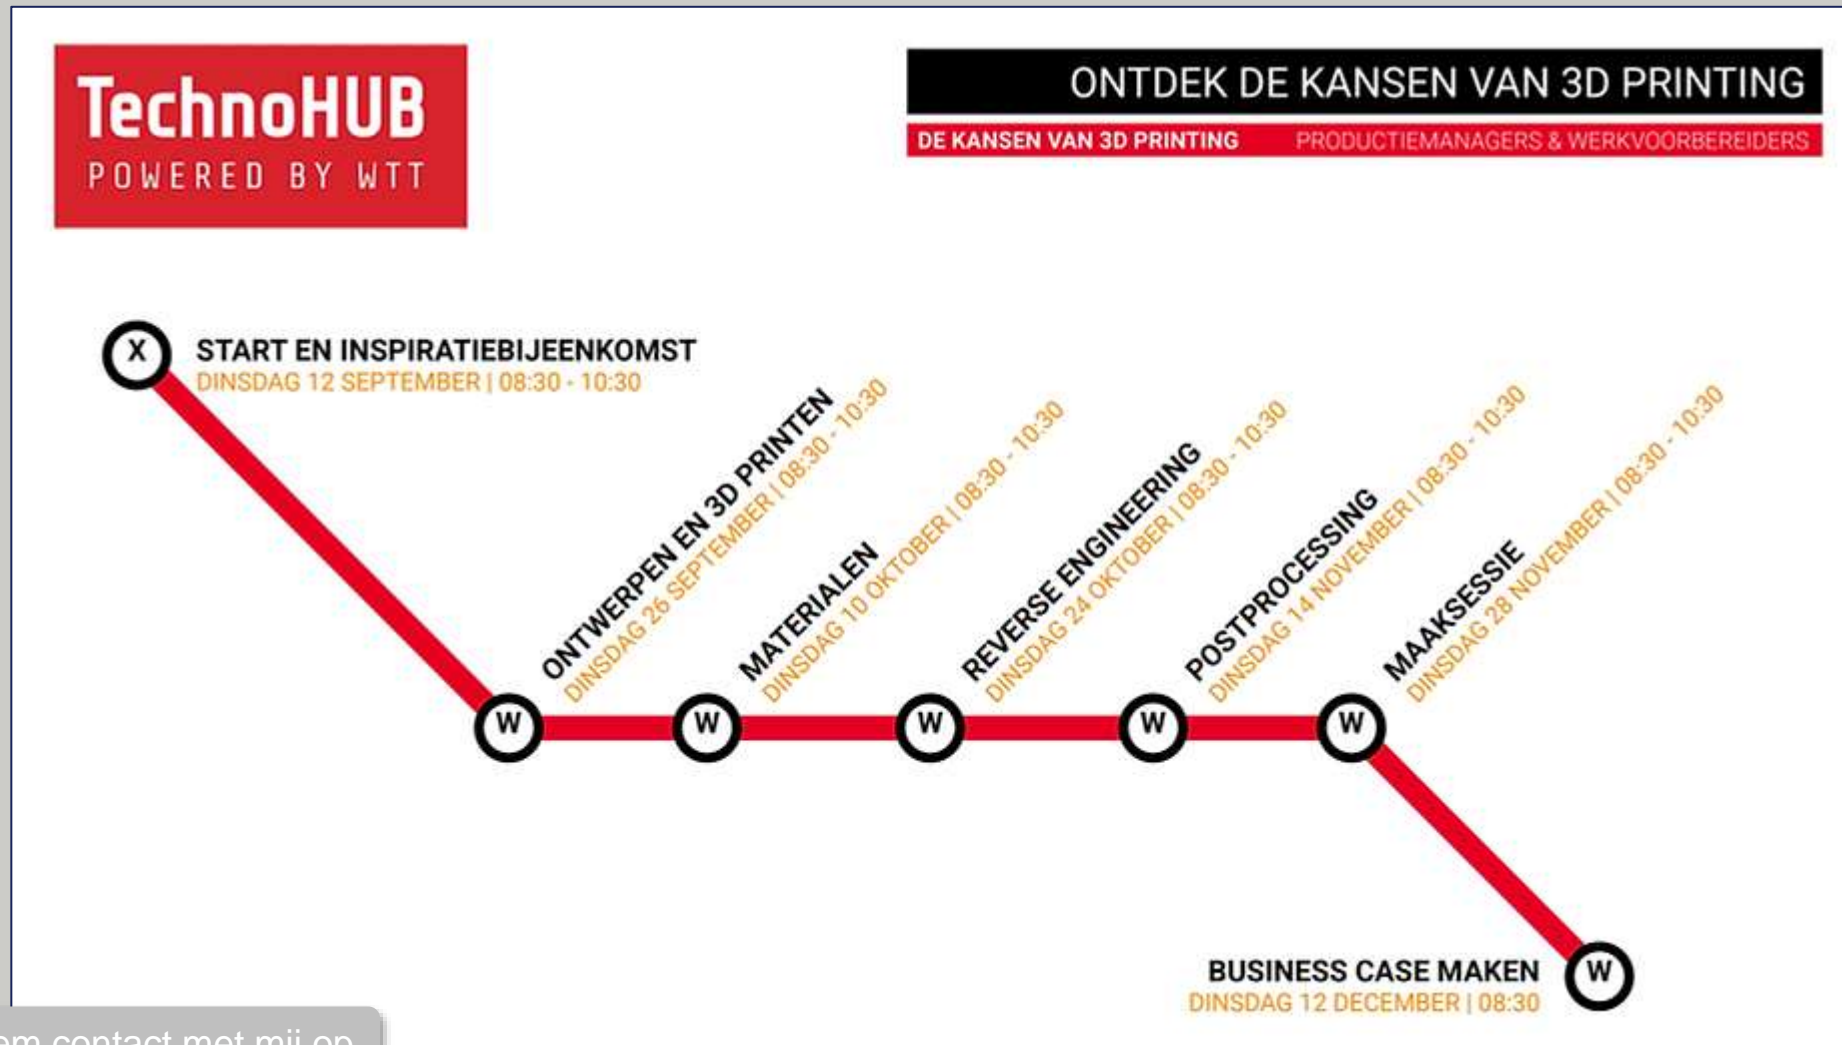 TechnoHUB
POWERED BY WTT
ONTDEK DE KANSEN VAN 3D PRINTING
DE KANSEN VAN 3D PRINTING PRODUCTIEMANAGERS & WERKVOORBEREIDERS
X
START EN INSPIRATIEBIJEENKOMST
DINSDAG 12 SEPTEMBER | 08:30 - 10:30
ONTWERPEN EN 3D PRINTEN
DINSDAG 26 SEPTEMBER | 08:30 - 10:30
MATERIALEN
DINSDAG 10 OKTOBER | 08:30 - 10:30
REVERSE ENGINEERING
DINSDAG 24 OKTOBER | 08:30 - 10:30
POSTPROCESSING
DINSDAG 14 NOVEMBER | 08:30 - 10:30
MAAKSESSIE
DINSDAG 28 NOVEMBER | 08:30 - 10:30
W
W
W
W
W
BUSINESS CASE MAKEN
DINSDAG 12 DECEMBER | 08:30
W
contact met mij op